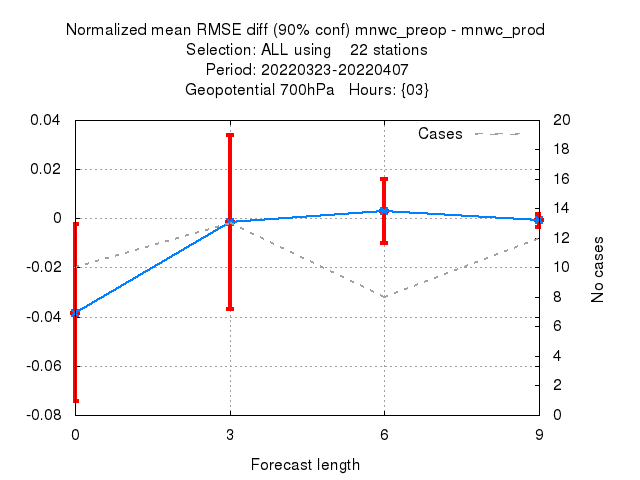 Normalized mean RMSE diff (90% conf) mnwc_preop - mnwc_prod
Selection: ALL using    22 stations
Period: 20220323-20220407
Geopotential 700hPa   Hours: {03}
Cases
0.04
0.02
0
-0.02
-0.04
-0.06
-0.08
20
18
16
14
12
10
8
6
4
2
0
No cases
0 3 6 9
Forecast length